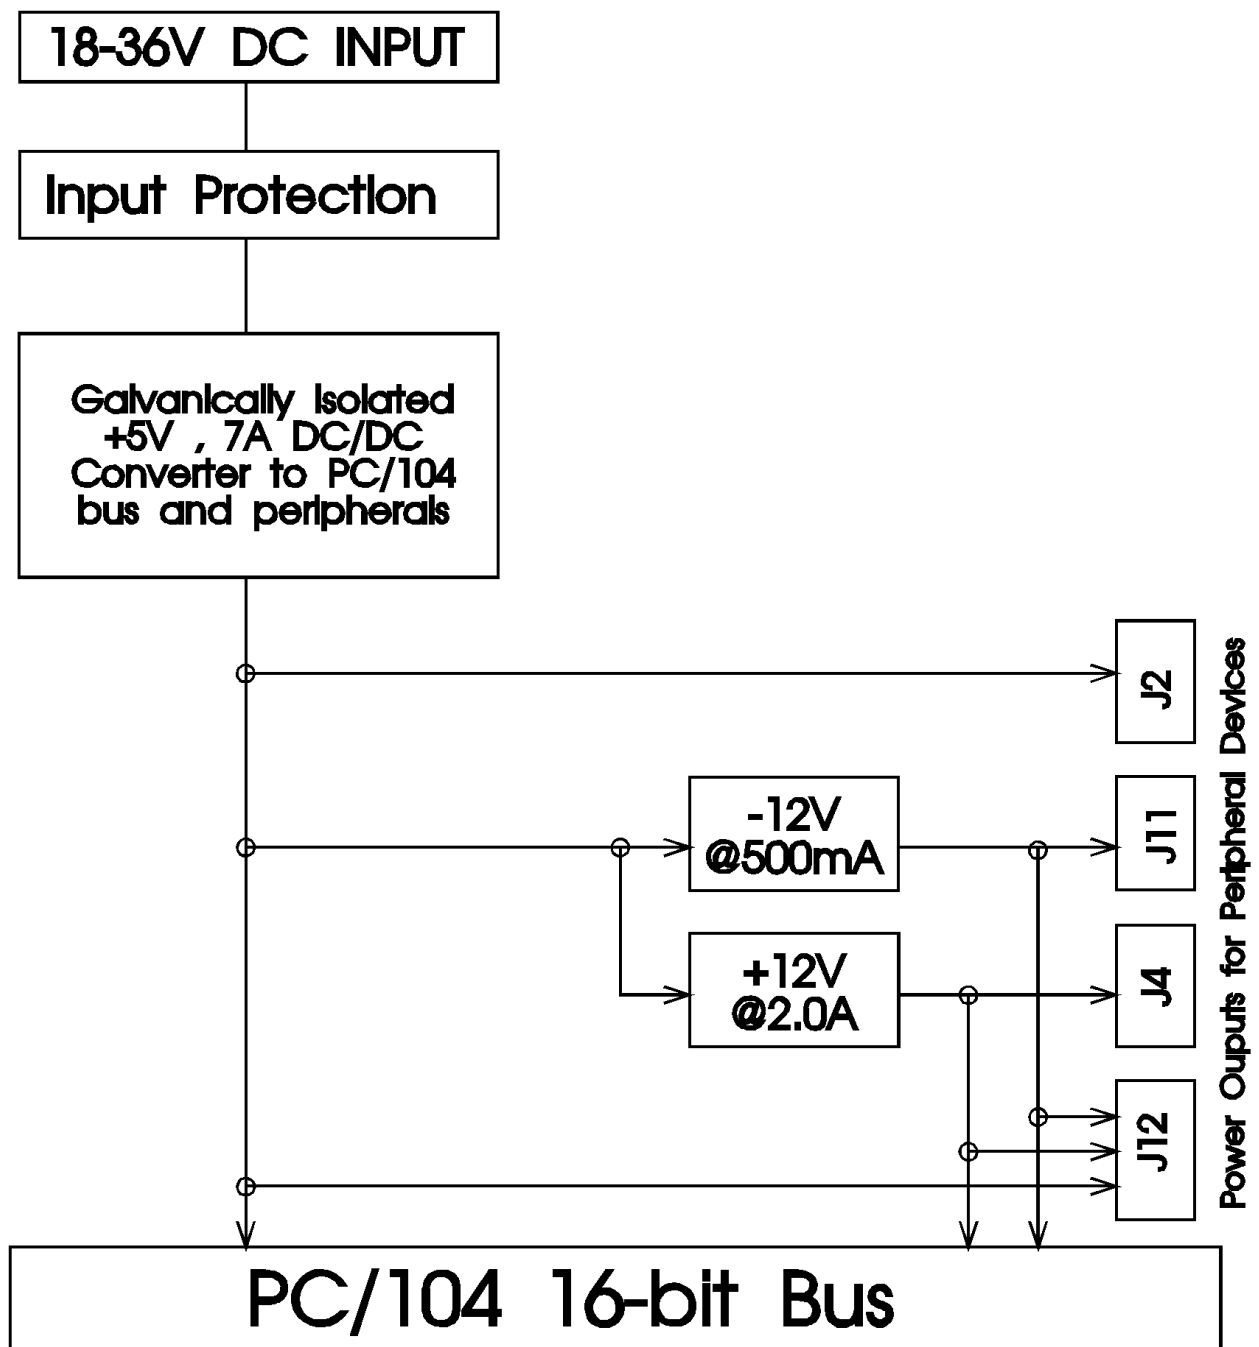 18-36V DC INPUT
Input Protection
Galvanically Isolated
+5V , 7A DC/DC
Converter to PC/104
bus and peripherals
J2
-12V
@500mA
J11
+12V
@2.0A
J4
J12
Power Ouputs for Peripheral Devices
PC/104 16-bit Bus